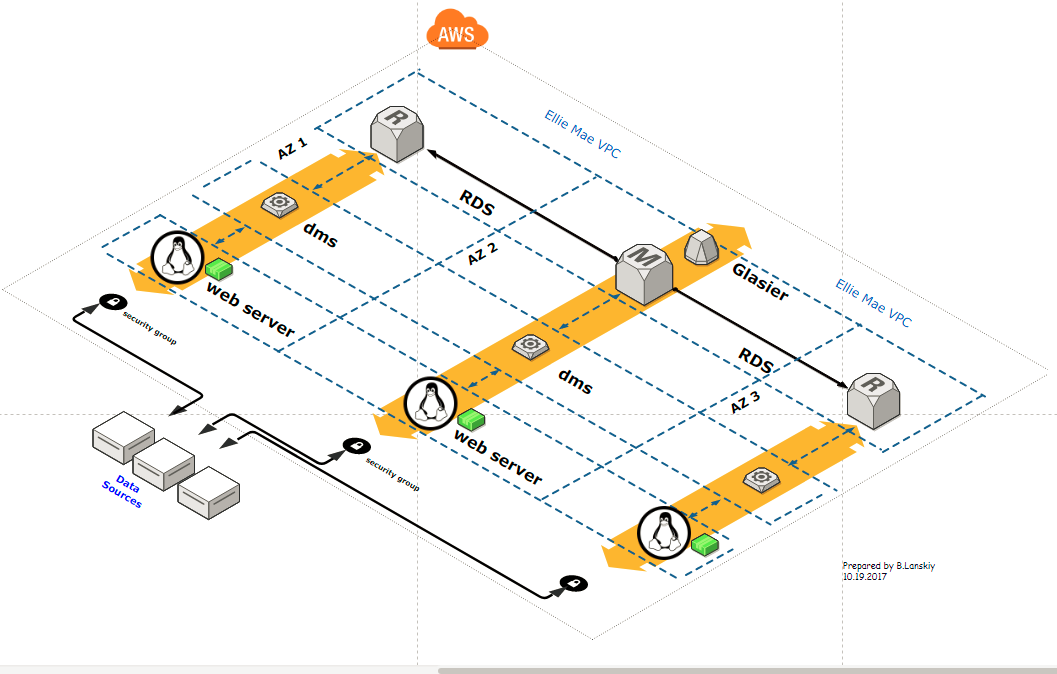 AWS
Ellie Mae VPC
R
AZ 1
RDS
dms
AZ 2
M
Glasier
web server
Ellie Mae VPC
security group
RDS
dms
R
AZ 3
web server
security group
Data
Sources
Prepared by B.Lanskiy
10.19.2017